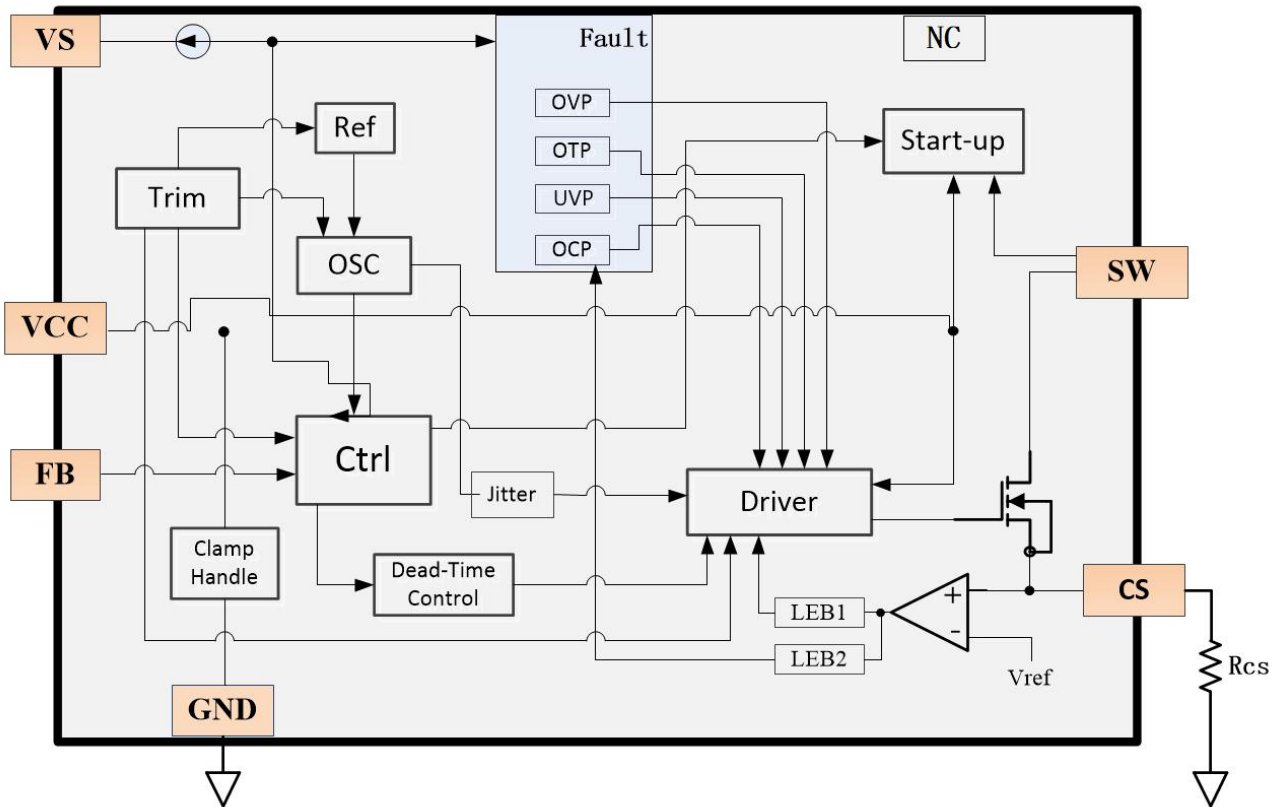 VS
Fault
NC
OVP
Ref
OTP
Start-up
Trim
UVP
OCP
OSC
SW
VCC
Ctrl
FB
Jitter
Driver
Clamp
Handle
Dead-Time
Control
CS
+
LEB1
-
LEB2
Vref
Rcs
GND